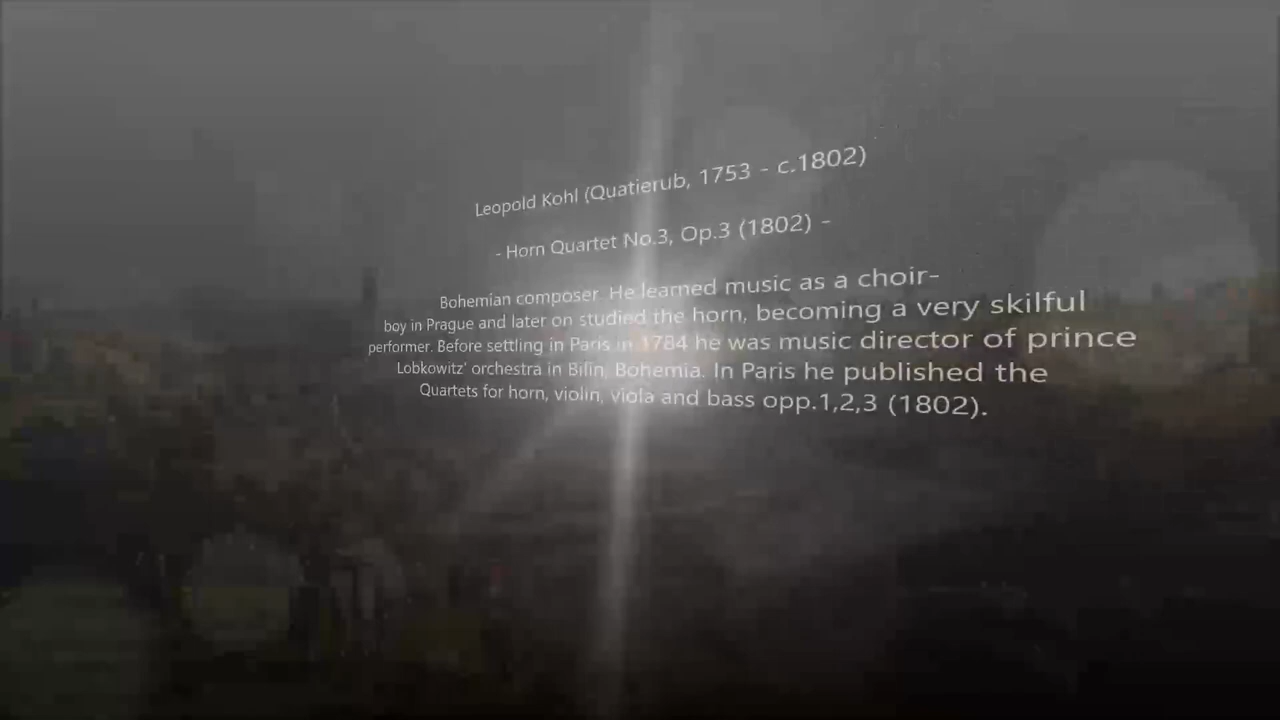 Leopold Kohl (Quatierub, 1753 - c.1802)
- Horn Quartet No.3, Op.3 (1802) -
Bohemian composer. He learned music as a choir-
boy in Prague and later on studied the horn, becoming a very skilful
performer. Before settling in Paris in 1784 he was music director of prince
Lobkowitz' orchestra in Bilin, Bohemia. In Paris he published the
Quartets for horn, violin, viola and bass opp.1,2,3 (1802).